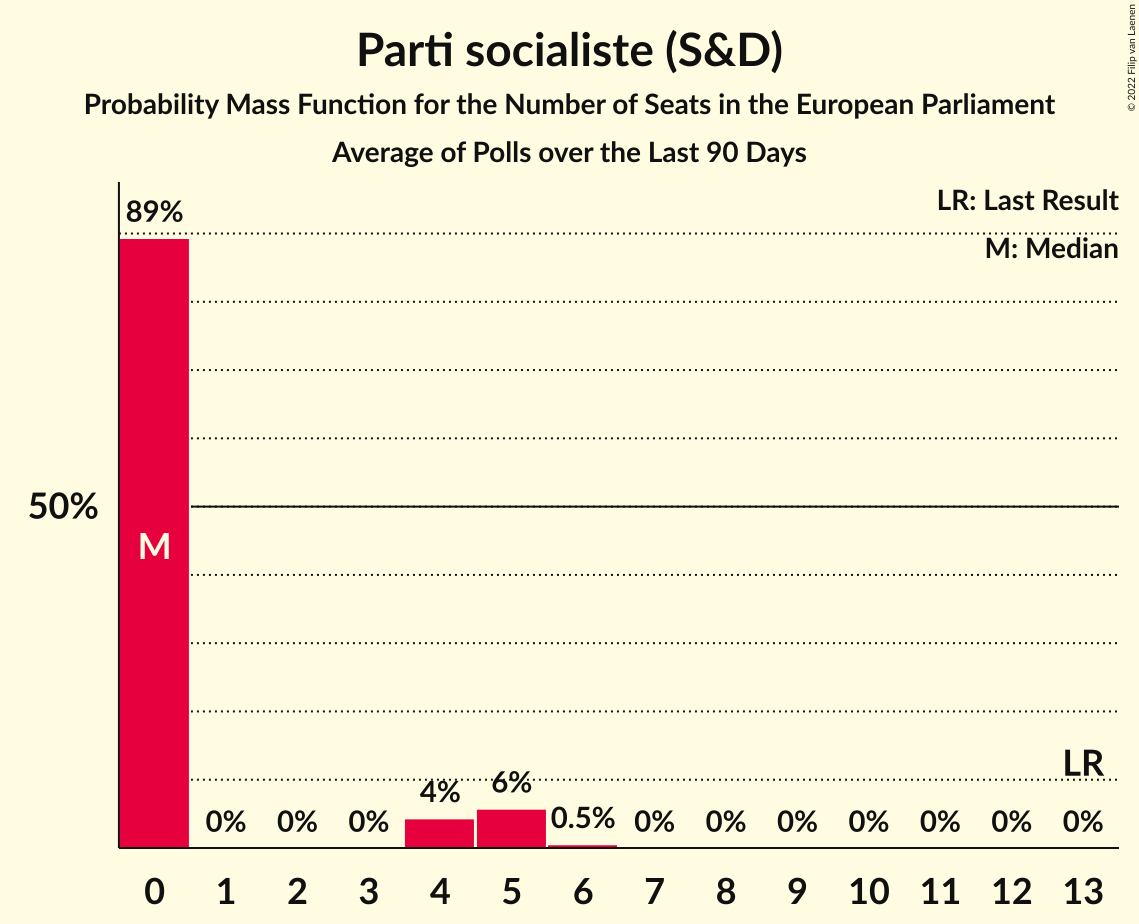 Parti socialiste (S&D)
Probability Mass Function for the Number of Seats in the European Parliament
Average of Polls over the Last 90 Days
© 2022 Filip van Laenen
LR: Last Result
M: Median
89%
50%
M
LR
0% 0% 0% 4% 6% 0.5% 0% 0% 0% 0% 0% 0% 0%
0 1 2 3 4 5 6 7 8 9 10 11 12 13